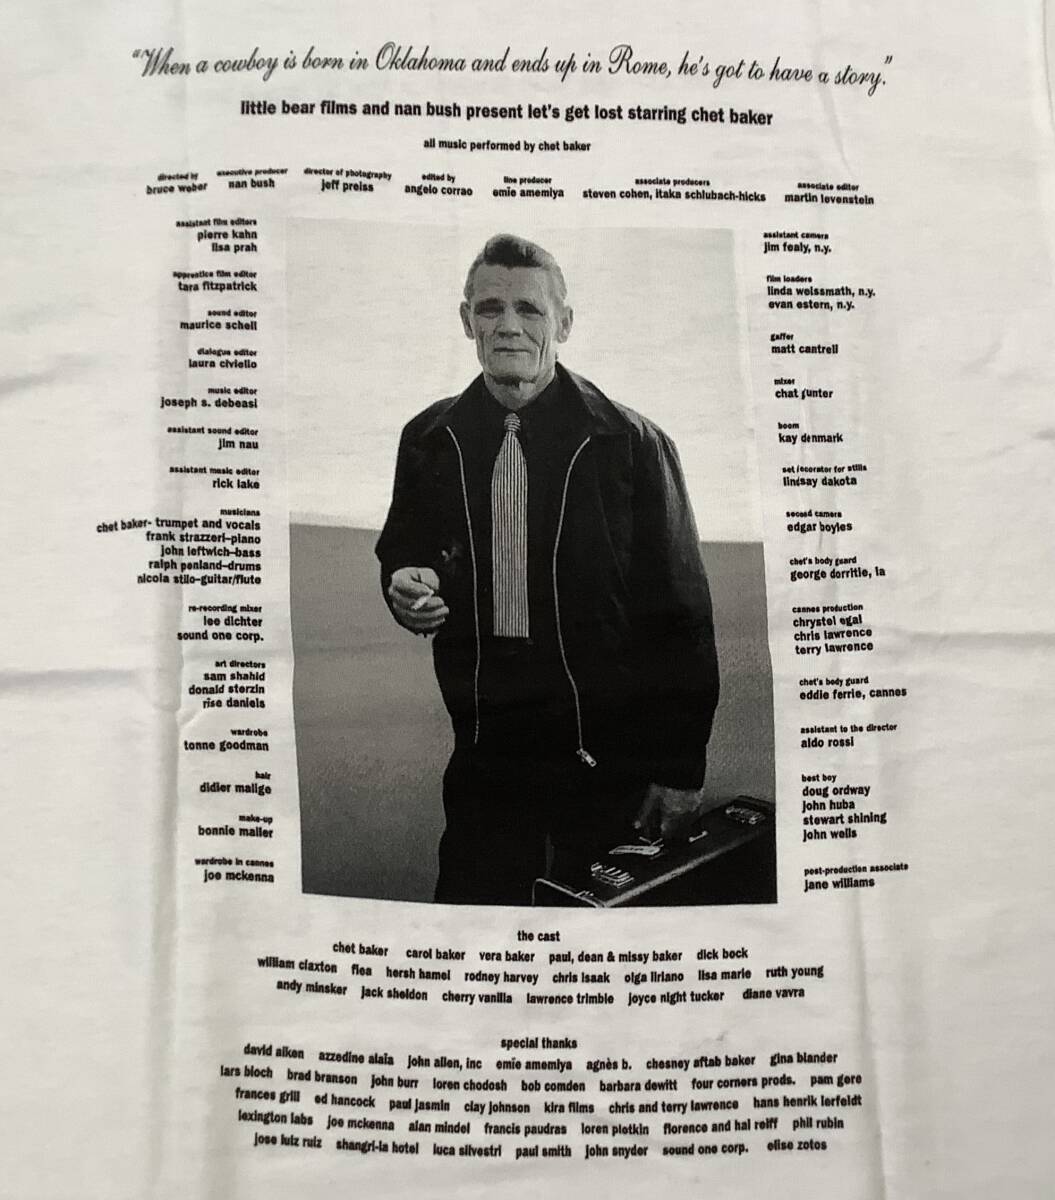 "When a cowboy is born in Oklahoma and ends up in Rome, he's got to have a story."
little bear films and nan bush present let's get lost starring chet baker
all music performed by chet baker
directed by
bruce weber
executive producer
nan bush
director of photography
jeff preiss
edited by
angelo corrao
line producer
emie amemiya
associate producers
steven cohen, itaka schlubach-hicks
associate editor
martin levenstein
assistant film editors
pierre kahn
lisa prah
apprentice film editor
tara fitzpatrick
sound editor
maurice schell
dialogue editor
laura civiello
music editor
joseph s. debeasi
assistant sound editor
jim nau
assistant music editor
rick lake
musicians
chet baker- trumpet and vocals
frank strazzeri-piano
john leftwich-bass
ralph penland-drums
nicola stilo-guitar/flute
re-recording mixer
lee dichter
sound one corp.
art directors
sam shahid
donald sterzin
rise daniels
wardrobe
tonne goodman
hair
didier malige
make-up
bonnie maller
wardrobe in cannes
joe mckenna
assistant camera
jim fealy, n.y.
film loaders
linda weissmath, n.y.
evan estern, n.y.
gaffer
matt cantrell
mixer
chat gunter
boom
kay denmark
set decorator for stills
lindsay dakota
second camera
edgar boyles
chet's body guard
george dorritie, la
cannes production
chrystel egal
chris lawrence
terry lawrence
chet's body guard
eddie ferrie, cannes
assistant to the director
aldo rossi
best boy
doug ordway
john huba
stewart shining
john wells
post-production associate
jane williams
the cast
chet baker carol baker vera baker paul, dean & missy baker dick bock
william claxton flea hersh hamel rodney harvey chris isaak olga liriano lisa marie ruth young
andy minsker jack sheldon cherry vanilla lawrence trimble joyce night tucker diane vavra
special thanks
david aiken azzedine alaia john allen, inc emie amemiya agnès b. chesney aftab baker gina blander
lars bloch brad branson john burr loren chodosh bob comden barbara dewitt four corners prods. pam gere
frances grill ed hancock paul jasmin clay johnson kira films chris and terry lawrence hans henrik lerfeldt
lexington labs joe mckenna alan mindel francis paudras loren plotkin florence and hal reiff phil rubin
jose luiz ruiz shangri-la hotel luca silvestri paul smith john snyder sound one corp. elise zotos